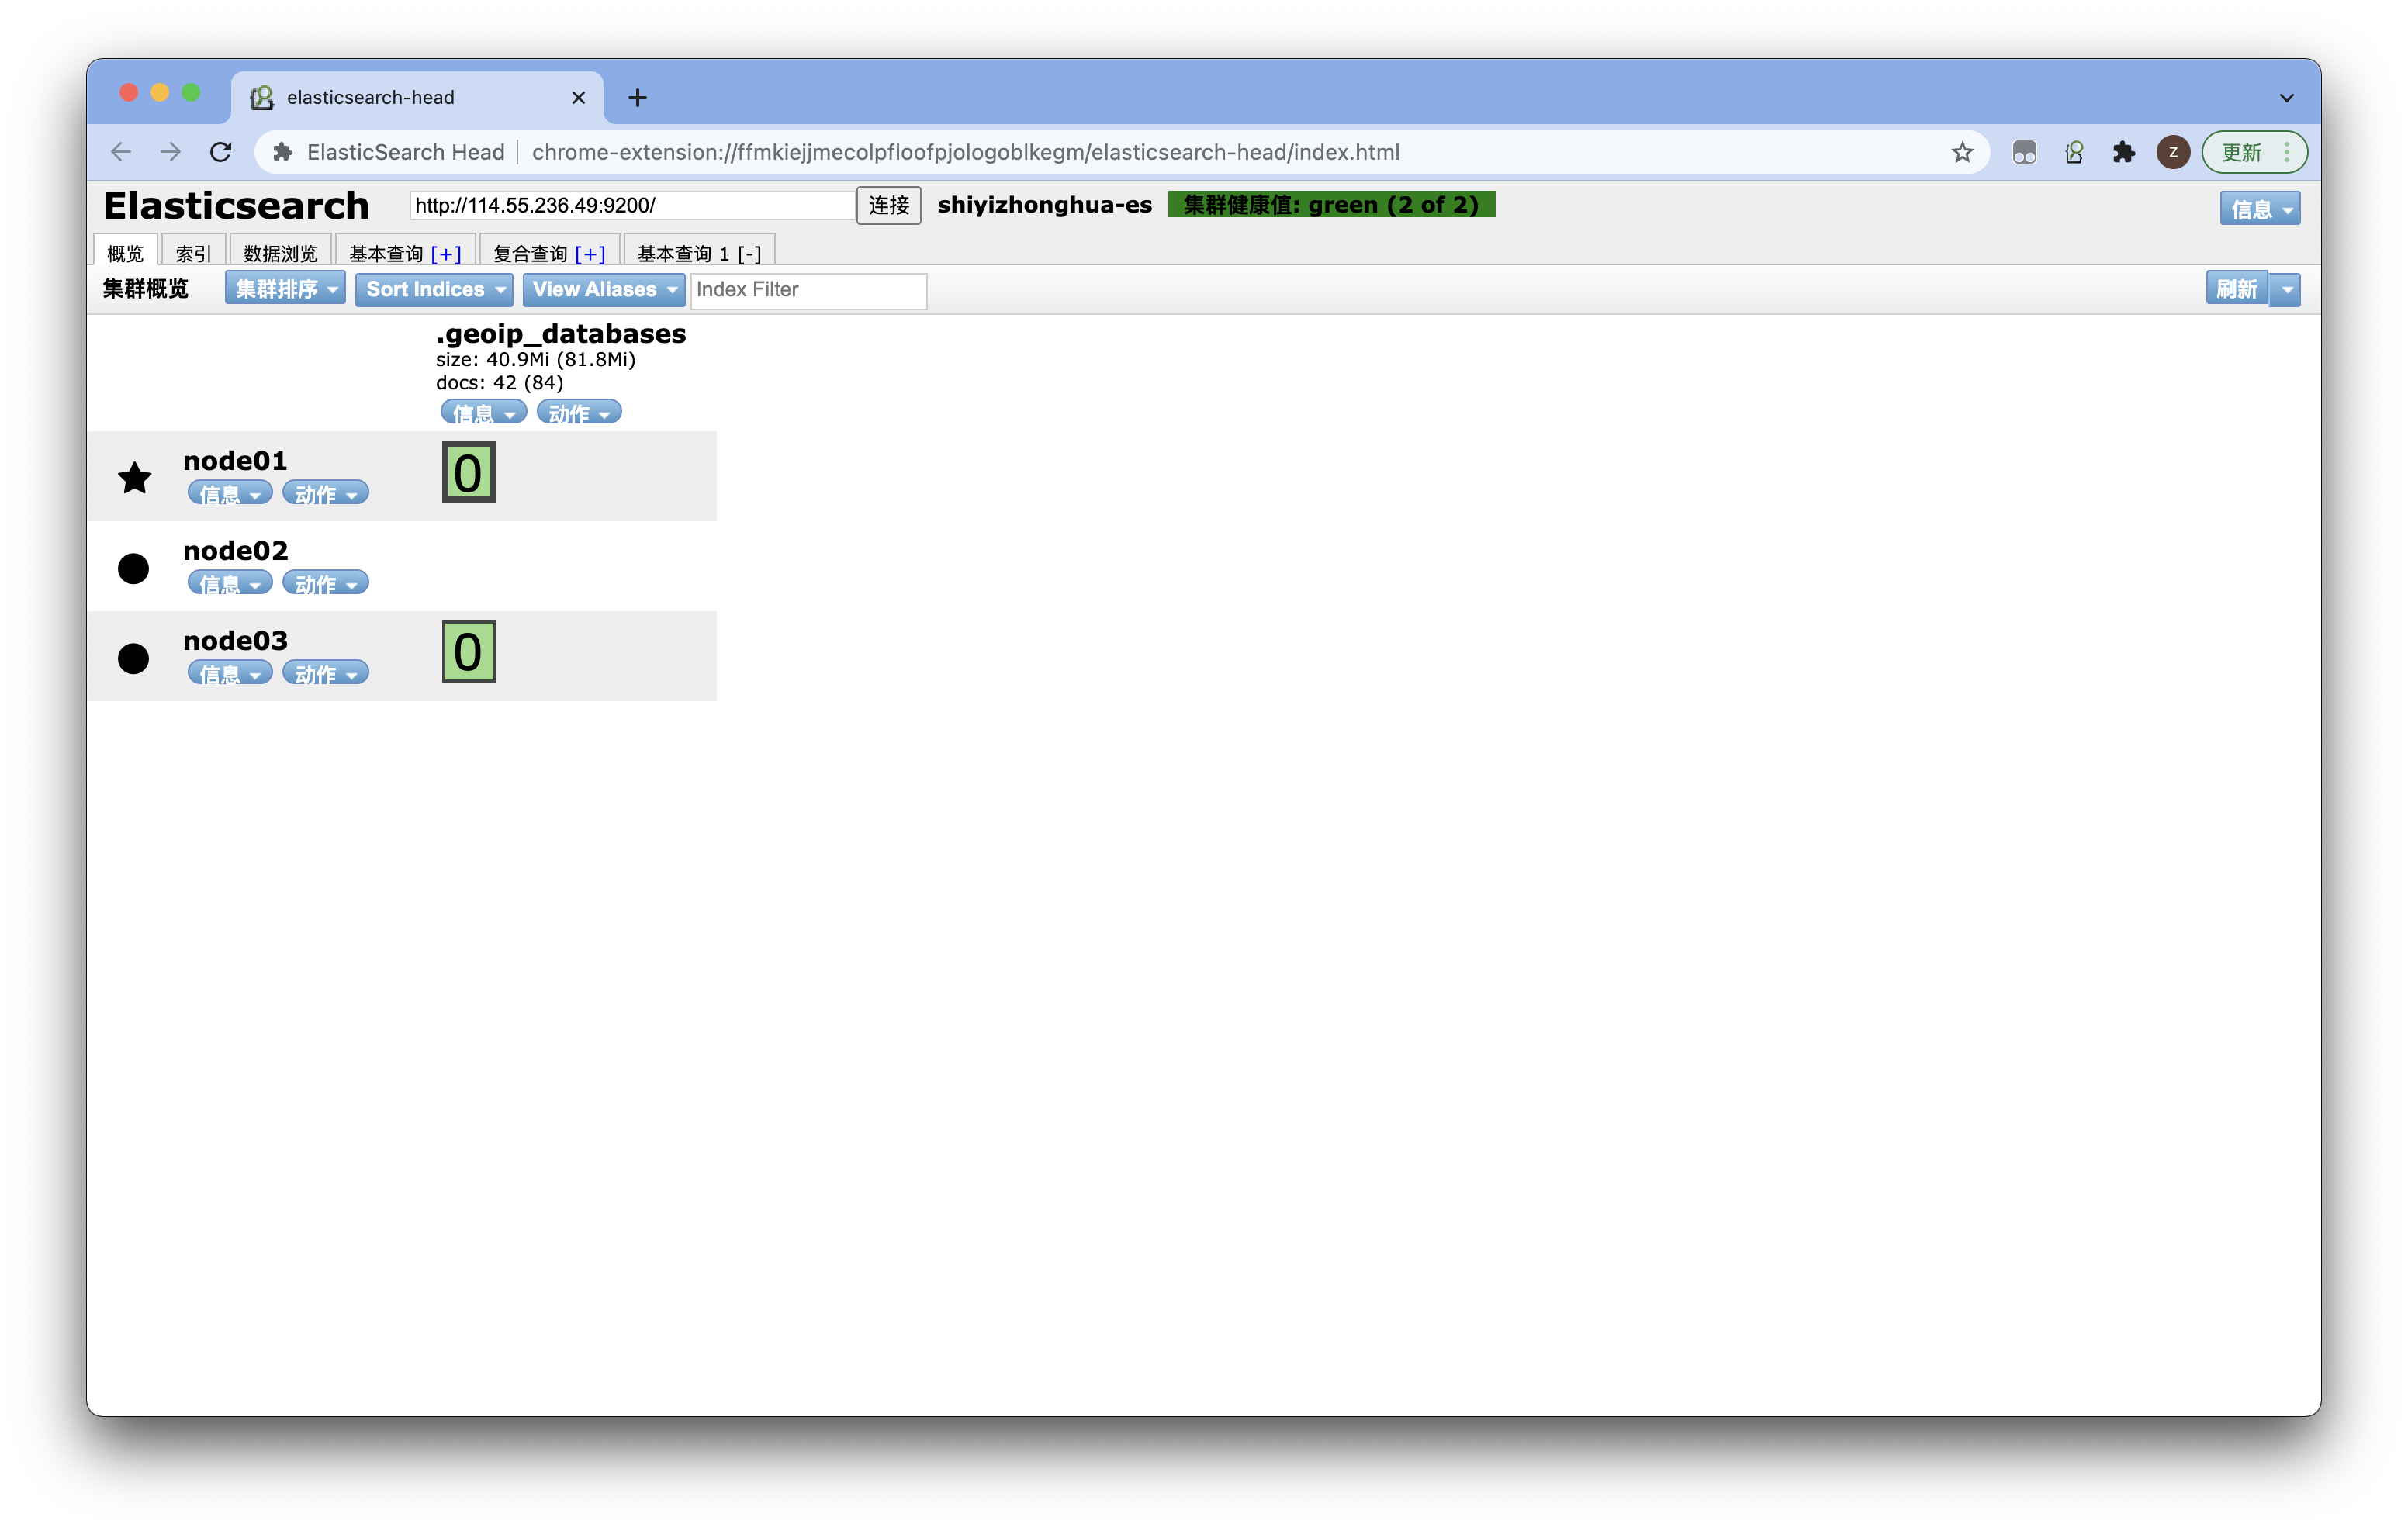 elasticsearch-head
ElasticSearch Head chrome-extension://ffmkiejjmecolpfloofpjologoblkegm/elasticsearch-head/index.html Z 更新
Elasticsearch http://114.55.236.49:9200/ 连接 shiyizhonghua-es 集群健康值: green (2 of 2) 信息
概览 索引 数据浏览 基本查询 [+] 复合查询 [+] 基本查询 1 [-]
集群概览 集群排序 Sort Indices View Aliases Index Filter 刷新
.geoip_databases
size: 40.9Mi (81.8Mi)
docs: 42 (84)
信息 动作
node01 0
信息 动作
node02
信息 动作
node03 0
信息 动作